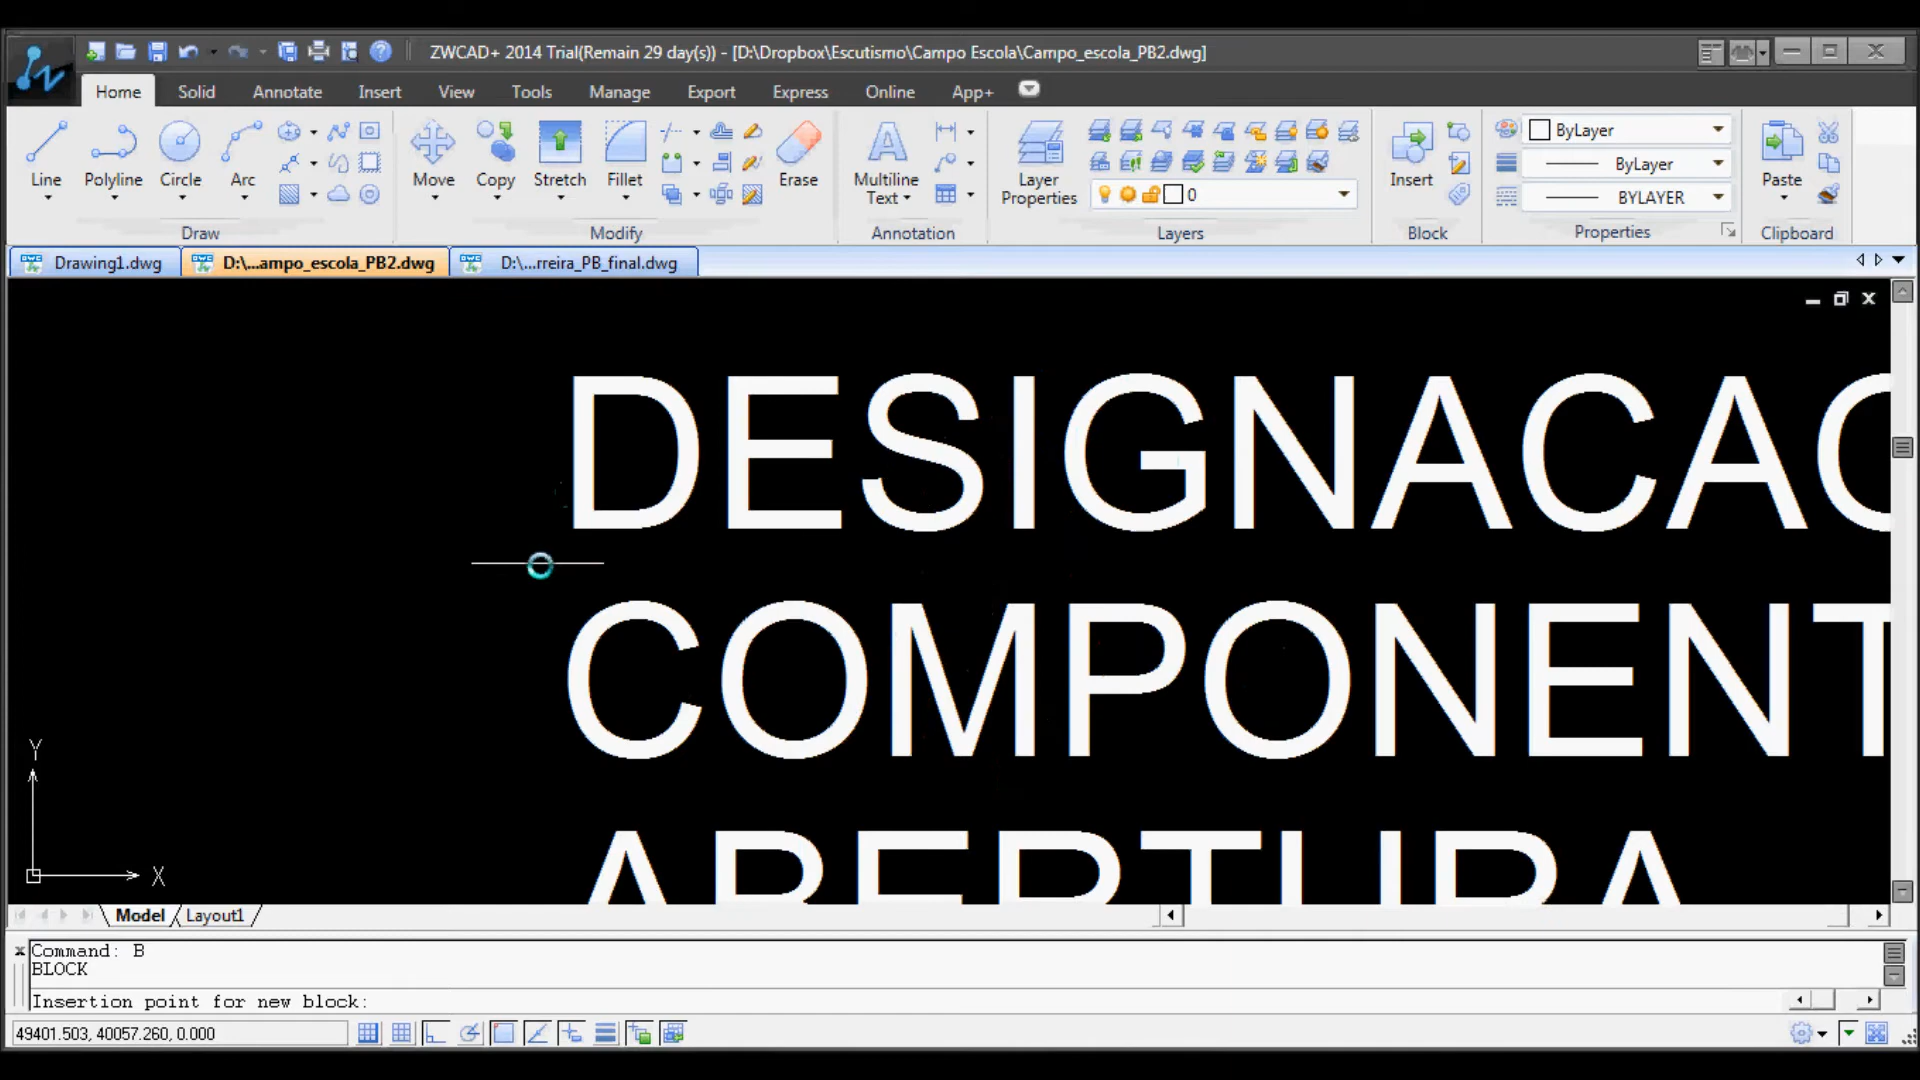 ZWCAD+ 2014 Trial(Remain 29 day(s)) - [D:\Dropbox\Escutismo\Campo Escola\Campo_escola_PB2.dwg]
Home Solid Annotate Insert View Tools Manage Export Express Online App+
Line Polyline Circle Arc Move Copy Stretch Fillet Erase Multiline Text Layer Properties 0 Insert ByLayer ByLayer BYLAYER Paste
Draw Modify Annotation Layers Block Properties Clipboard
Drawing1.dwg D:\...ampo_escola_PB2.dwg D:\...rreira_PB_final.dwg
DESIGNACAO
COMPONENT
ABERTURA
Y
X
Model Layout1
Command: B
BLOCK
Insertion point for new block:
49401.503, 40057.260, 0.000